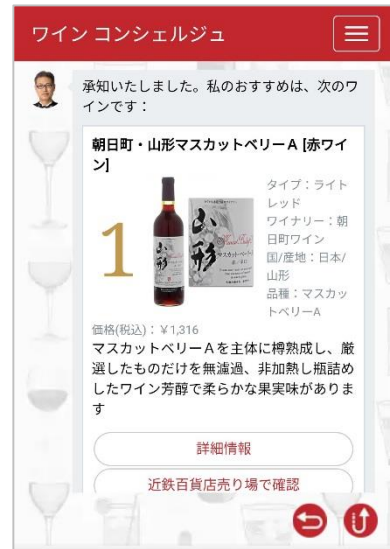 ワイン コンシェルジュ
承知いたしました。私のおすすめは、次のワ
インです：
朝日町・山形マスカットベリーA [赤ワイ
ン]
1
山形
タイプ：ライト
レッド
ワイナリー：朝
日町ワイン
国/産地：日本/
山形
品種：マスカッ
トベリーA
価格(税込)：￥1,316
マスカットベリーAを主体に樽熟成し、厳
選したものだけを無濾過、非加熱し瓶詰め
したワイン芳醇で柔らかな果実味がありま
す
詳細情報
近鉄百貨店売り場で確認